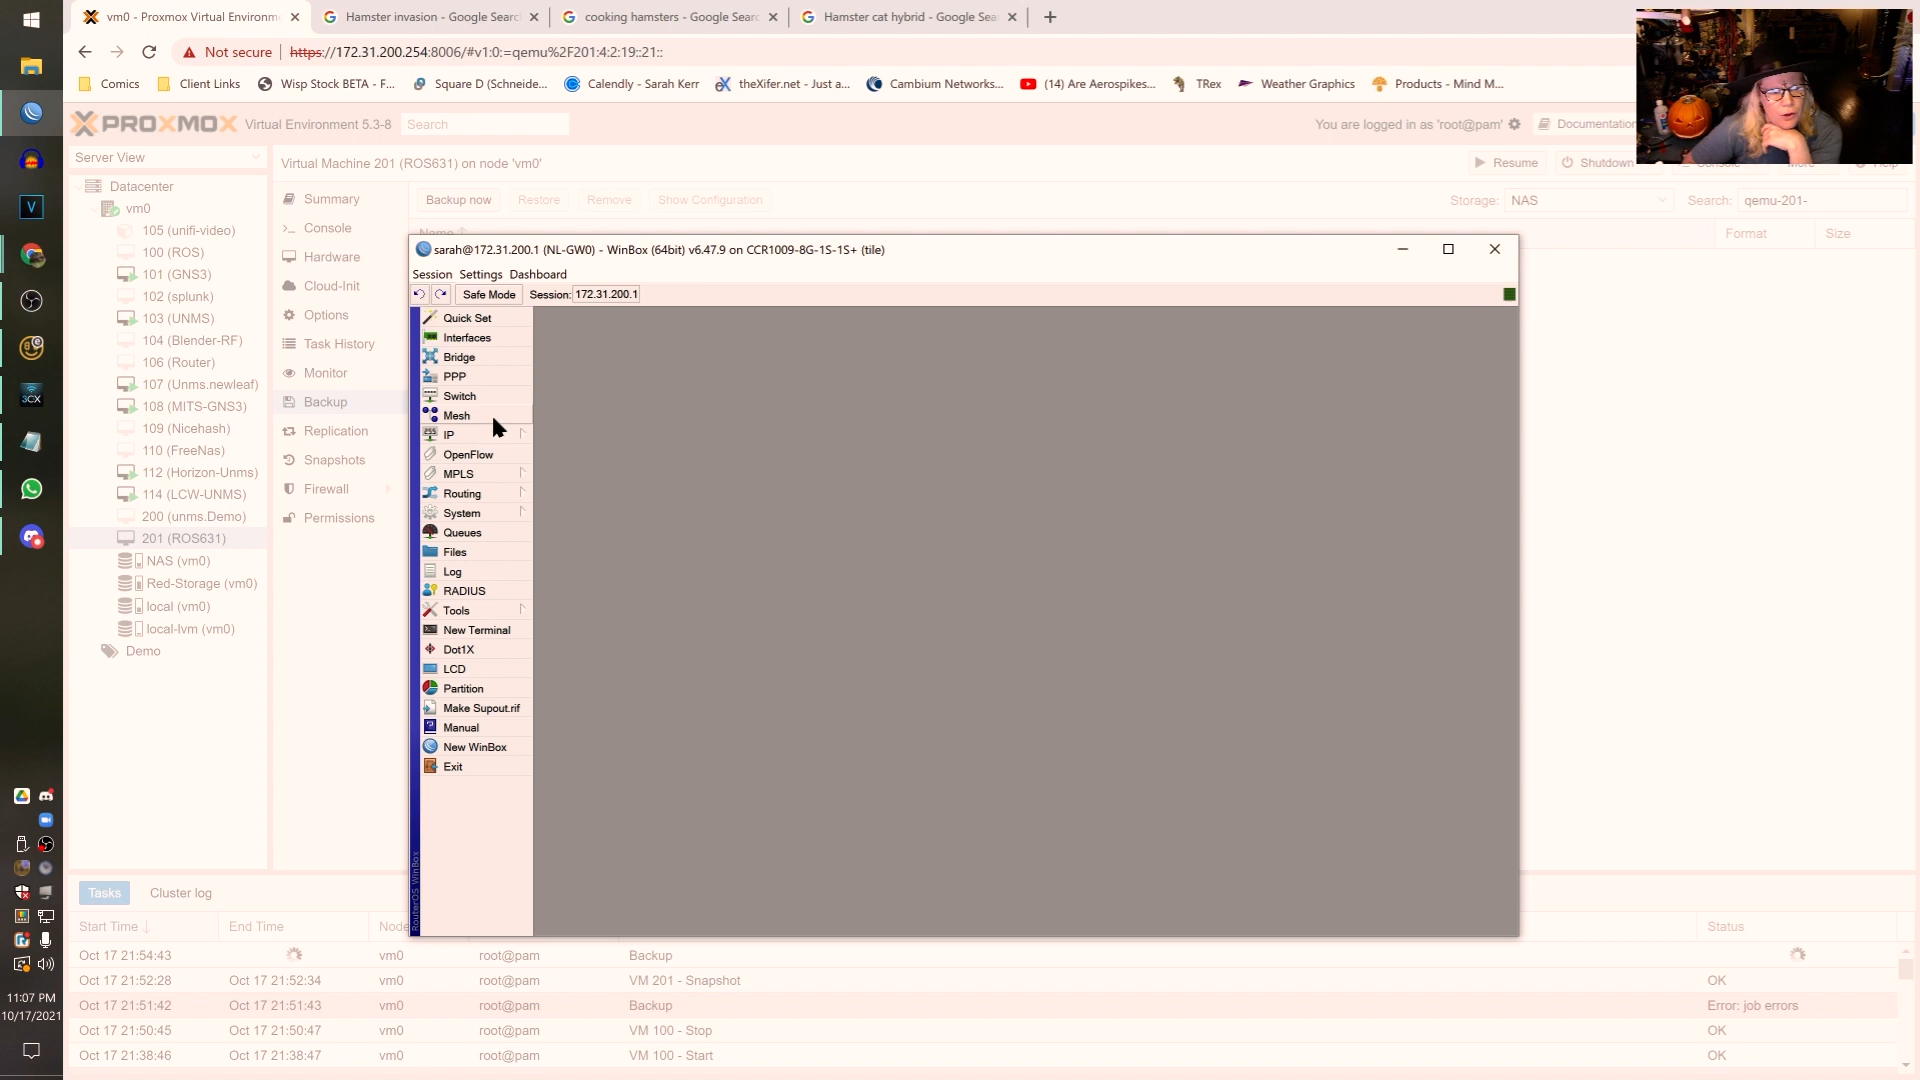 vm0 - Proxmox Virtual Environm
Hamster invasion - Google Searc
cooking hamsters - Google Searc
Hamster cat hybrid - Google Sea
Not secure
https://172.31.200.254:8006/#v1:0:=qemu%2F201:4:2:19::21::
Comics
Client Links
Wisp Stock BETA - F...
Square D (Schneide...
Calendly - Sarah Kerr
theXifer.net - Just a...
Cambium Networks...
(14) Are Aerospikes...
TRex
Weather Graphics
Products - Mind M...
PROXMOX
Virtual Environment 5.3-8
Search
You are logged in as 'root@pam'
Documentation
Server View
Virtual Machine 201 (ROS631) on node 'vm0'
Resume
Shutdown
Datacenter
vm0
105 (unifi-video)
100 (ROS)
101 (GNS3)
102 (splunk)
103 (UNMS)
104 (Blender-RF)
106 (Router)
107 (Unms.newleaf)
108 (MITS-GNS3)
109 (Nicehash)
110 (FreeNas)
112 (Horizon-Unms)
114 (LCW-UNMS)
200 (unms.Demo)
201 (ROS631)
NAS (vm0)
Red-Storage (vm0)
local (vm0)
local-lvm (vm0)
Demo
Summary
Console
Hardware
Cloud-Init
Options
Task History
Monitor
Backup
Replication
Snapshots
Firewall
Permissions
Backup now
Restore
Remove
Show Configuration
Storage: NAS
Search: qemu-201-
Name
Format
Size
sarah@172.31.200.1 (NL-GW0) - WinBox (64bit) v6.47.9 on CCR1009-8G-1S-1S+ (tile)
Session Settings Dashboard
Safe Mode
Session: 172.31.200.1
Quick Set
Interfaces
Bridge
PPP
Switch
Mesh
IP
OpenFlow
MPLS
Routing
System
Queues
Files
Log
RADIUS
Tools
New Terminal
Dot1X
LCD
Partition
Make Supout.rif
Manual
New WinBox
Exit
RouterOS WinBox
Tasks
Cluster log
Start Time
End Time
Node
Status
Oct 17 21:54:43 vm0 root@pam Backup
Oct 17 21:52:28 Oct 17 21:52:34 vm0 root@pam VM 201 - Snapshot OK
Oct 17 21:51:42 Oct 17 21:51:43 vm0 root@pam Backup Error: job errors
Oct 17 21:50:45 Oct 17 21:50:47 vm0 root@pam VM 100 - Stop OK
Oct 17 21:38:46 Oct 17 21:38:47 vm0 root@pam VM 100 - Start OK
V
3CX
11:07 PM
10/17/2021